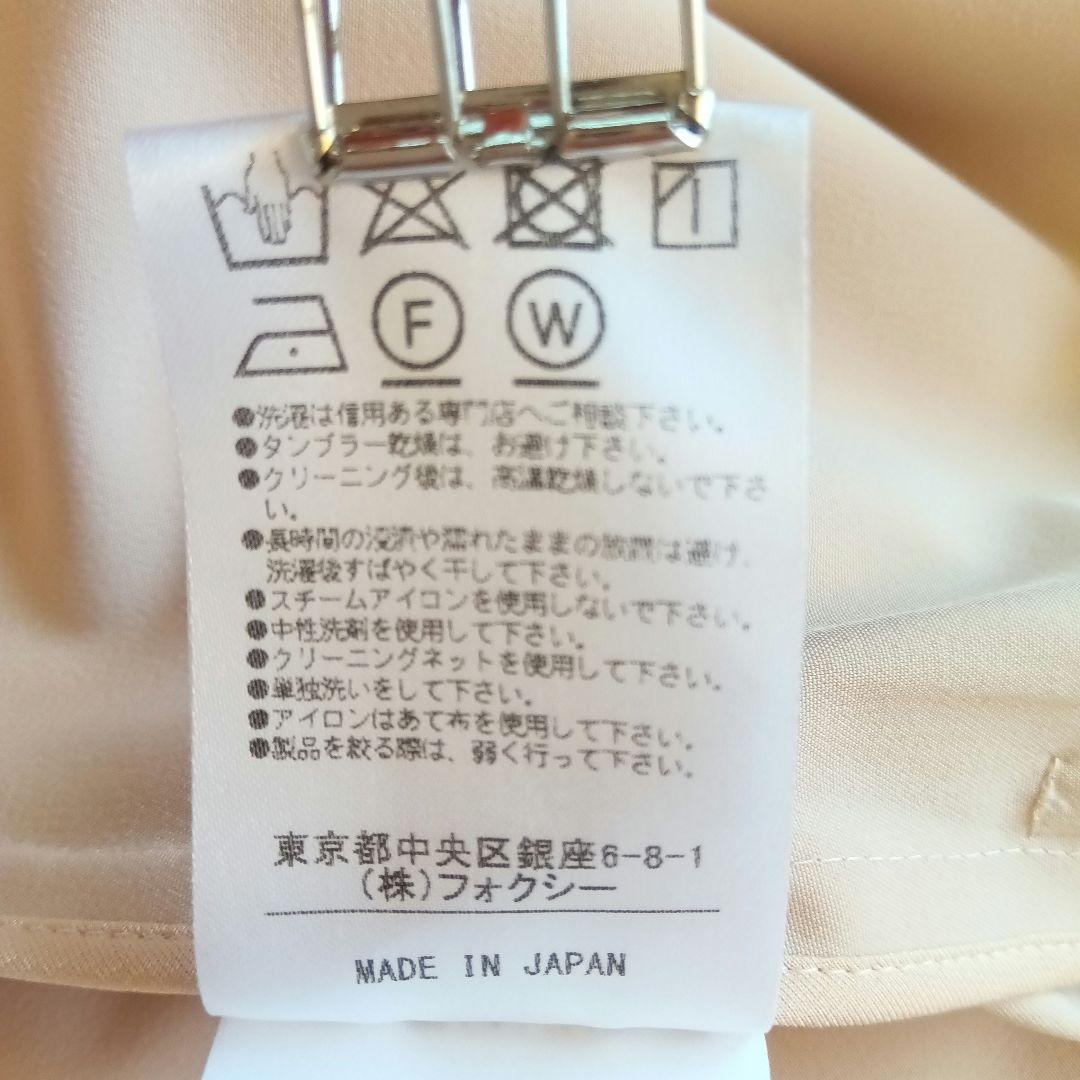 F W
●洗濯は信用ある専門店へご相談下さい。
●タンブラー乾燥は、お避け下さい。
●クリーニング後は、高温乾燥しないで下さ
い。
●長時間の浸漬や濡れたままの放置は避け、
洗濯後すばやく干して下さい。
●スチームアイロンを使用しないで下さい。
●中性洗剤を使用して下さい。
●クリーニングネットを使用して下さい。
●単独洗いをして下さい。
●アイロンはあて布を使用して下さい。
●製品を絞る際は、弱く行って下さい。
東京都中央区銀座6-8-1
(株)フォクシー
MADE IN JAPAN